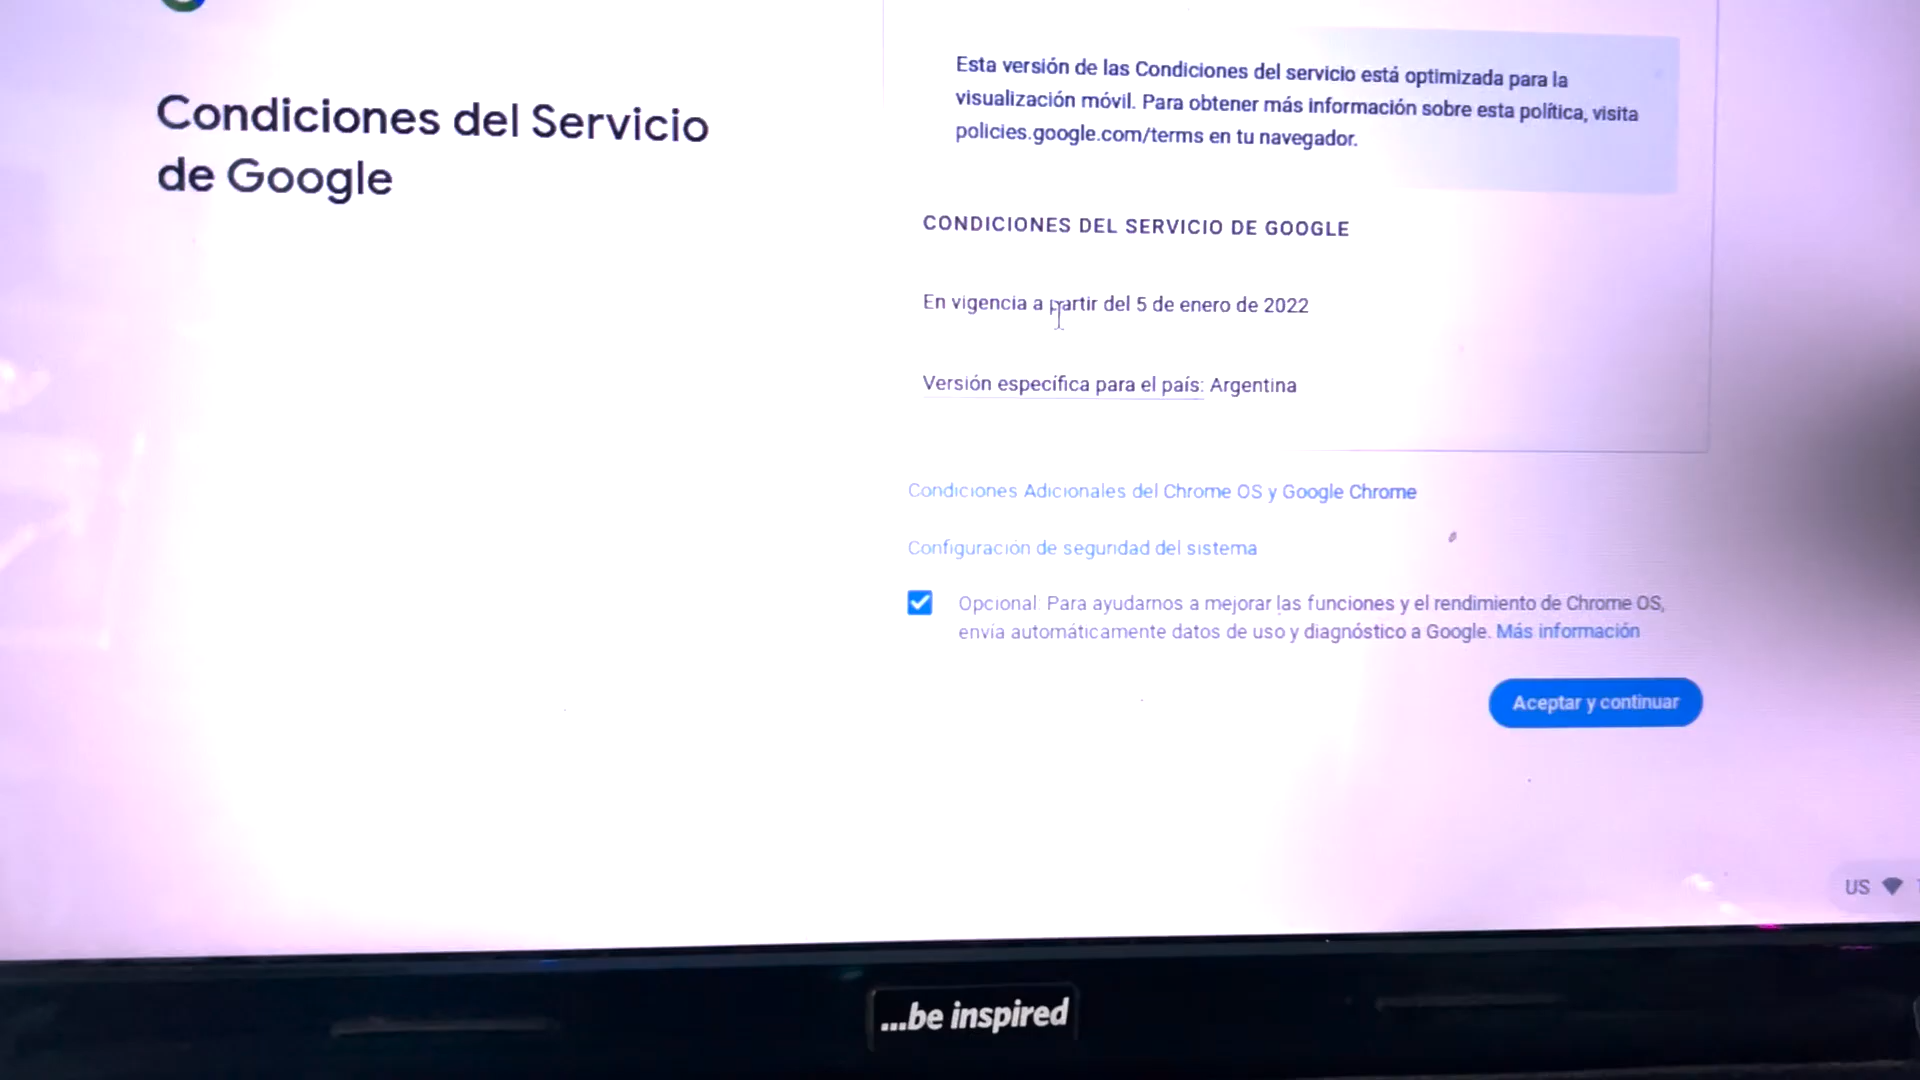 Condiciones del Servicio
de Google
Esta versión de las Condiciones del servicio está optimizada para la
visualización móvil. Para obtener más información sobre esta política, visita
policies.google.com/terms en tu navegador.
CONDICIONES DEL SERVICIO DE GOOGLE
En vigencia a partir del 5 de enero de 2022
Versión específica para el país: Argentina
Condiciones Adicionales del Chrome OS y Google Chrome
Configuración de seguridad del sistema
Opcional: Para ayudarnos a mejorar las funciones y el rendimiento de Chrome OS,
envía automáticamente datos de uso y diagnóstico a Google. Más información
Aceptar y continuar
US
...be inspired